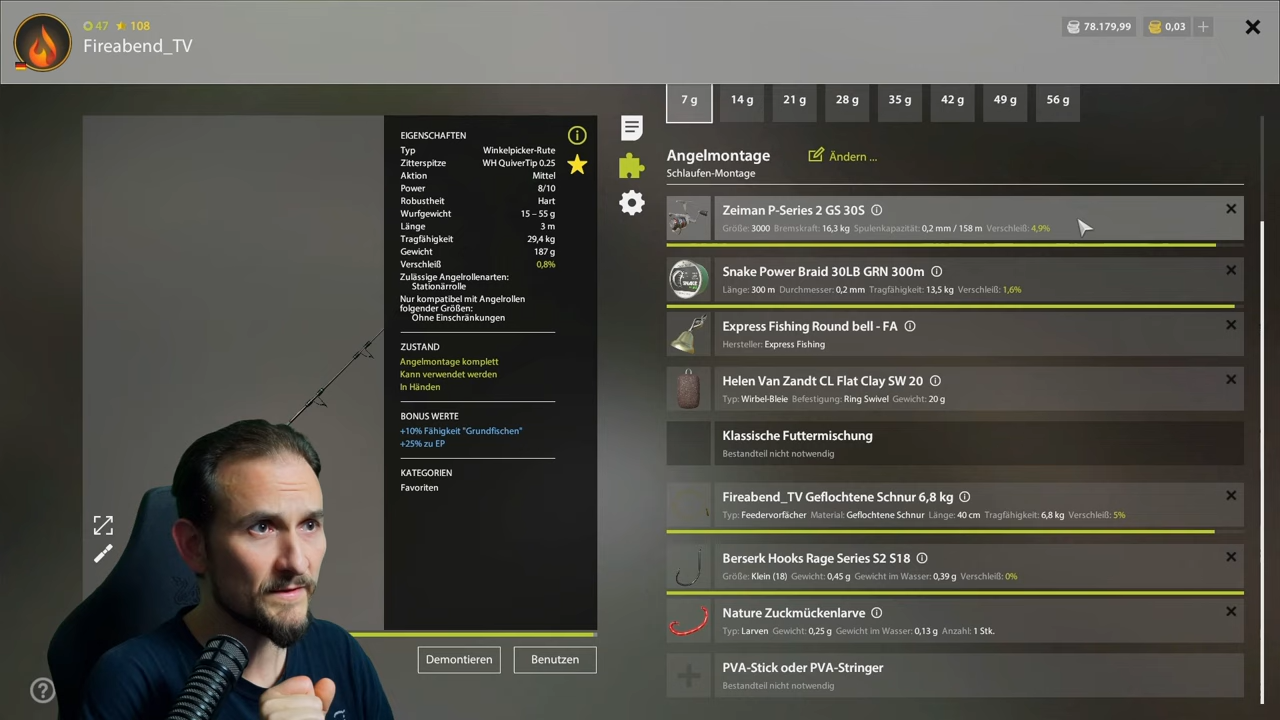 47 108
Fireabend_TV
78.179,99
0,03 +
EIGENSCHAFTEN
Typ Winkelpicker-Rute
Zitterspitze WH QuiverTip 0.25
Aktion Mittel
Power 8/10
Robustheit Hart
Wurfgewicht 15 – 55 g
Länge 3 m
Tragfähigkeit 29,4 kg
Gewicht 187 g
Verschleiß 0,8%
Zulässige Angelrollenarten:
Stationärrolle
Nur kompatibel mit Angelrollen
folgender Größen:
Ohne Einschränkungen
ZUSTAND
Angelmontage komplett
Kann verwendet werden
In Händen
BONUS WERTE
+10% Fähigkeit "Grundfischen"
+25% zu EP
KATEGORIEN
Favoriten
Demontieren
Benutzen
7 g 14 g 21 g 28 g 35 g 42 g 49 g 56 g
Angelmontage
Ändern ...
Schlaufen-Montage
Zeiman P-Series 2 GS 30S
Größe: 3000 Bremskraft: 16,3 kg Spulenkapazität: 0,2 mm / 158 m Verschleiß: 4,9%
Snake Power Braid 30LB GRN 300m
Länge: 300 m Durchmesser: 0,2 mm Tragfähigkeit: 13,5 kg Verschleiß: 1,6%
Express Fishing Round bell - FA
Hersteller: Express Fishing
Helen Van Zandt CL Flat Clay SW 20
Typ: Wirbel-Bleie Befestigung: Ring Swivel Gewicht: 20 g
Klassische Futtermischung
Bestandteil nicht notwendig
Fireabend_TV Geflochtene Schnur 6,8 kg
Typ: Feedervorfächer Material: Geflochtene Schnur Länge: 40 cm Tragfähigkeit: 6,8 kg Verschleiß: 5%
Berserk Hooks Rage Series S2 S18
Größe: Klein (18) Gewicht: 0,45 g Gewicht im Wasser: 0,39 g Verschleiß: 0%
Nature Zuckmückenlarve
Typ: Larven Gewicht: 0,25 g Gewicht im Wasser: 0,13 g Anzahl: 1 Stk.
PVA-Stick oder PVA-Stringer
Bestandteil nicht notwendig